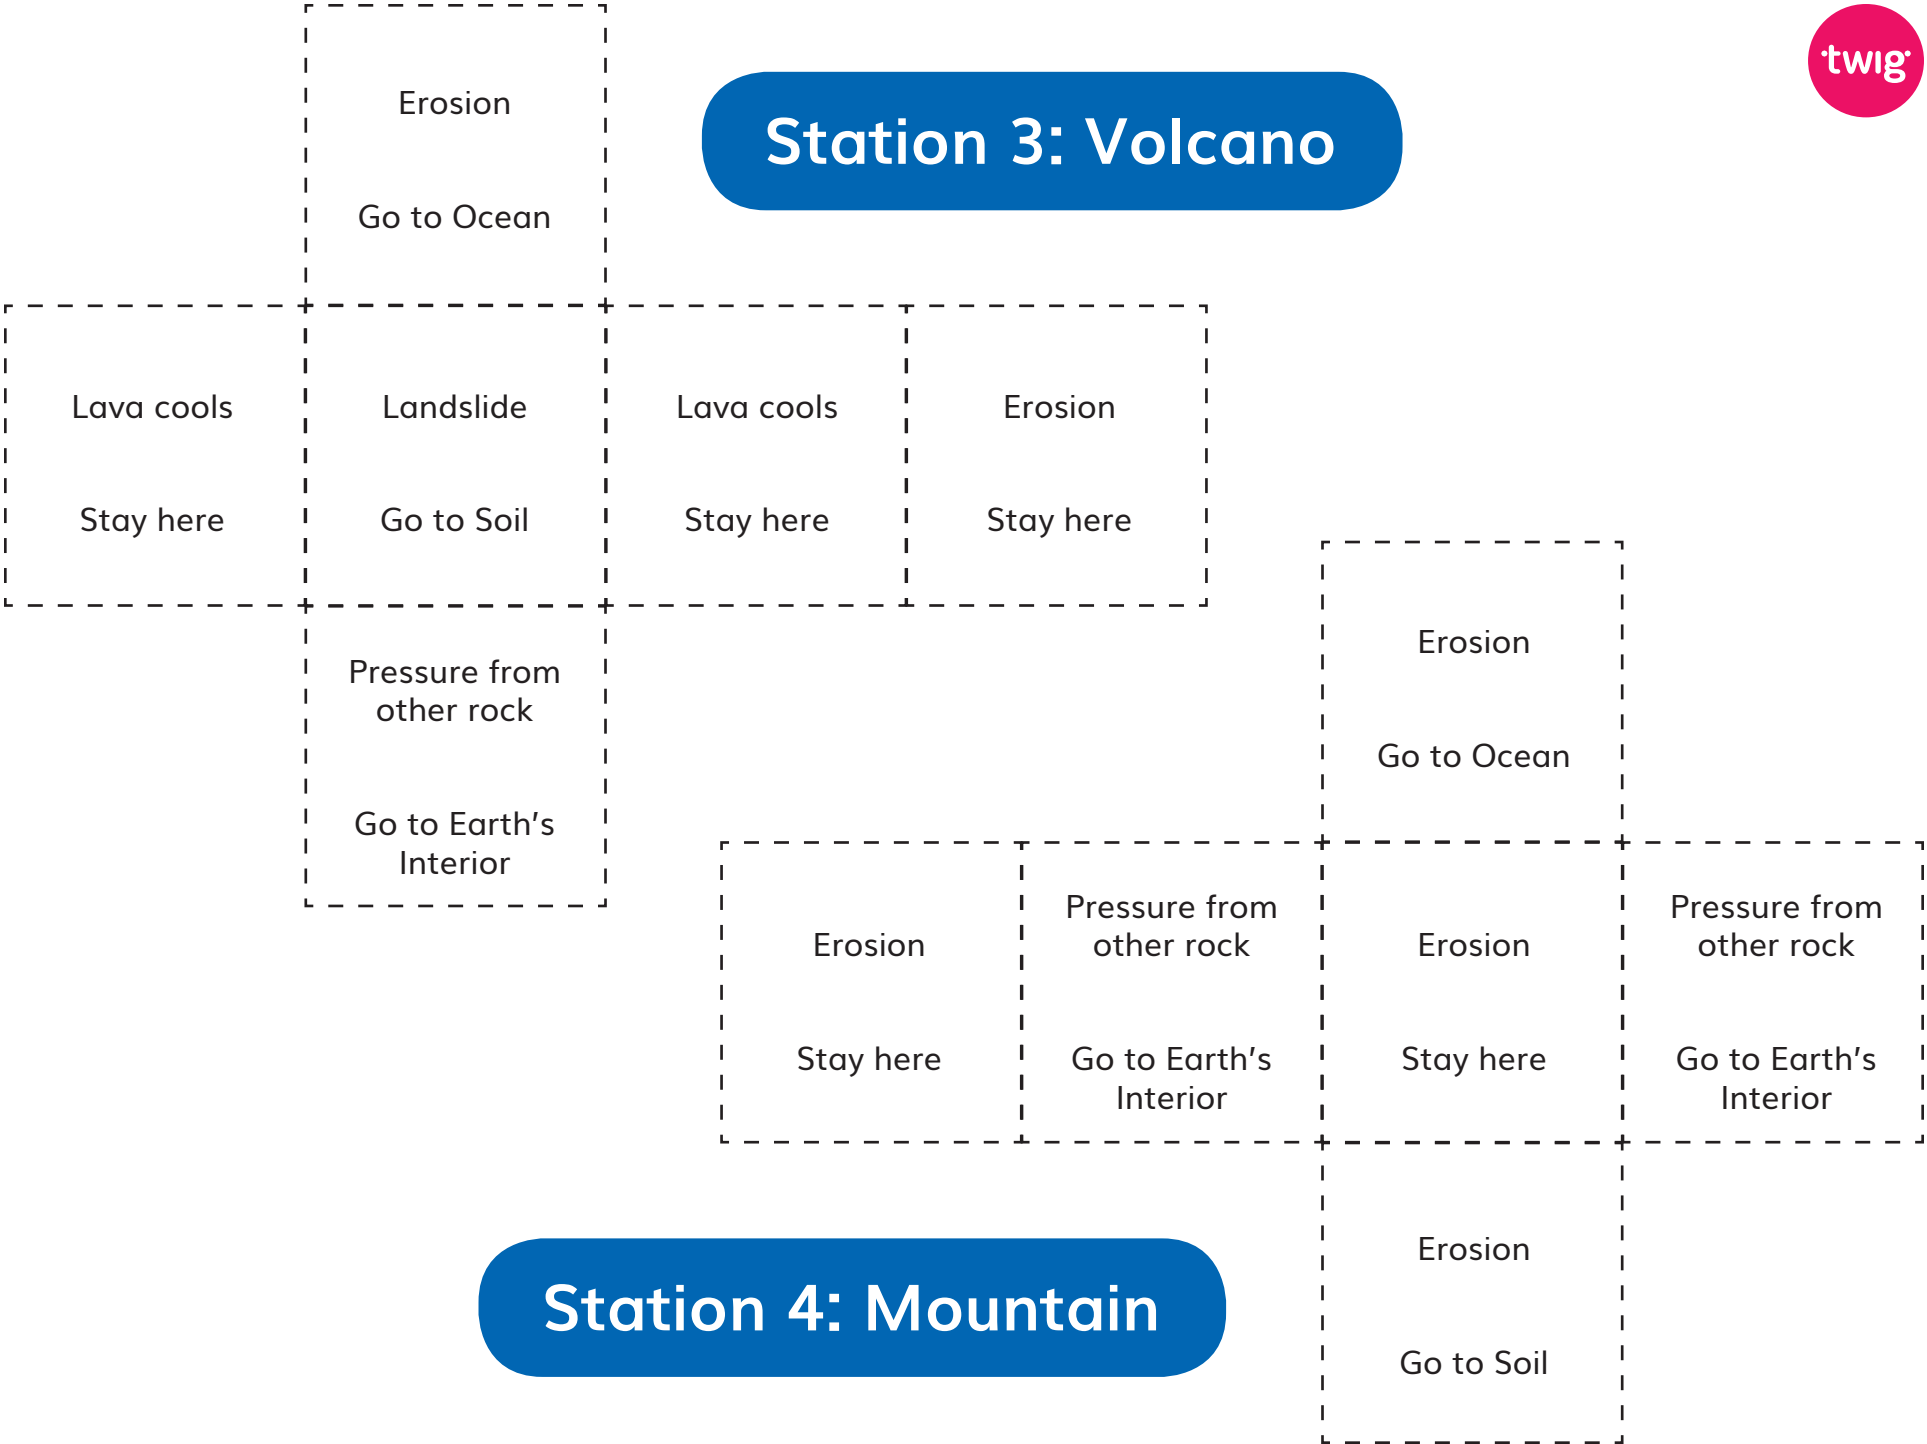 twig
Station 3: Volcano
Erosion
Go to Ocean
Lava cools
Stay here
Landslide
Go to Soil
Lava cools
Stay here
Erosion
Stay here
Pressure from
other rock
Go to Earth's
Interior
Erosion
Go to Ocean
Erosion
Stay here
Pressure from
other rock
Go to Earth's
Interior
Erosion
Stay here
Pressure from
other rock
Go to Earth's
Interior
Erosion
Go to Soil
Station 4: Mountain